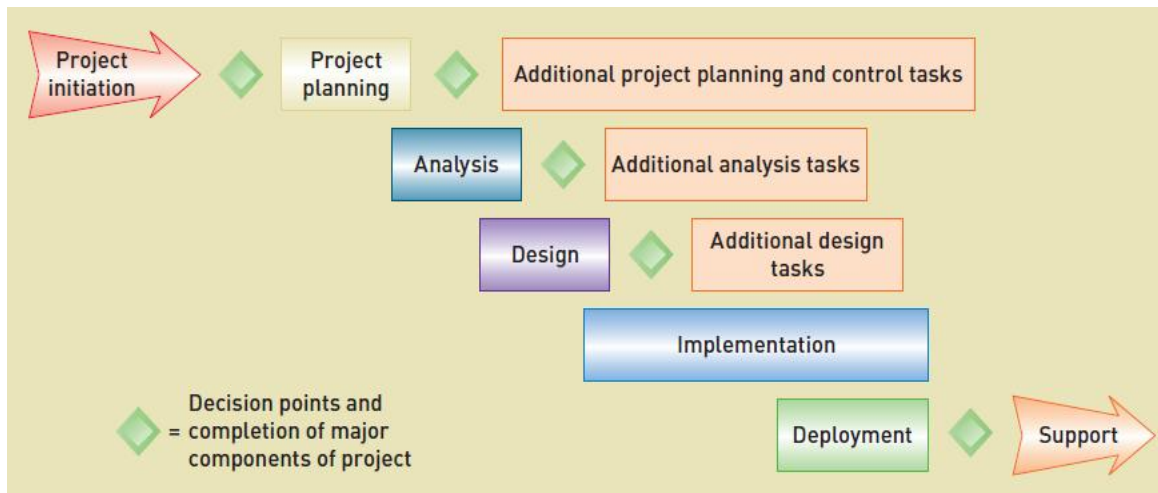 Project
initiation
Project
planning
Additional project planning and control tasks
Analysis
Additional analysis tasks
Design
Additional design
tasks
Implementation
Decision points and
= completion of major
components of project
Deployment
Support